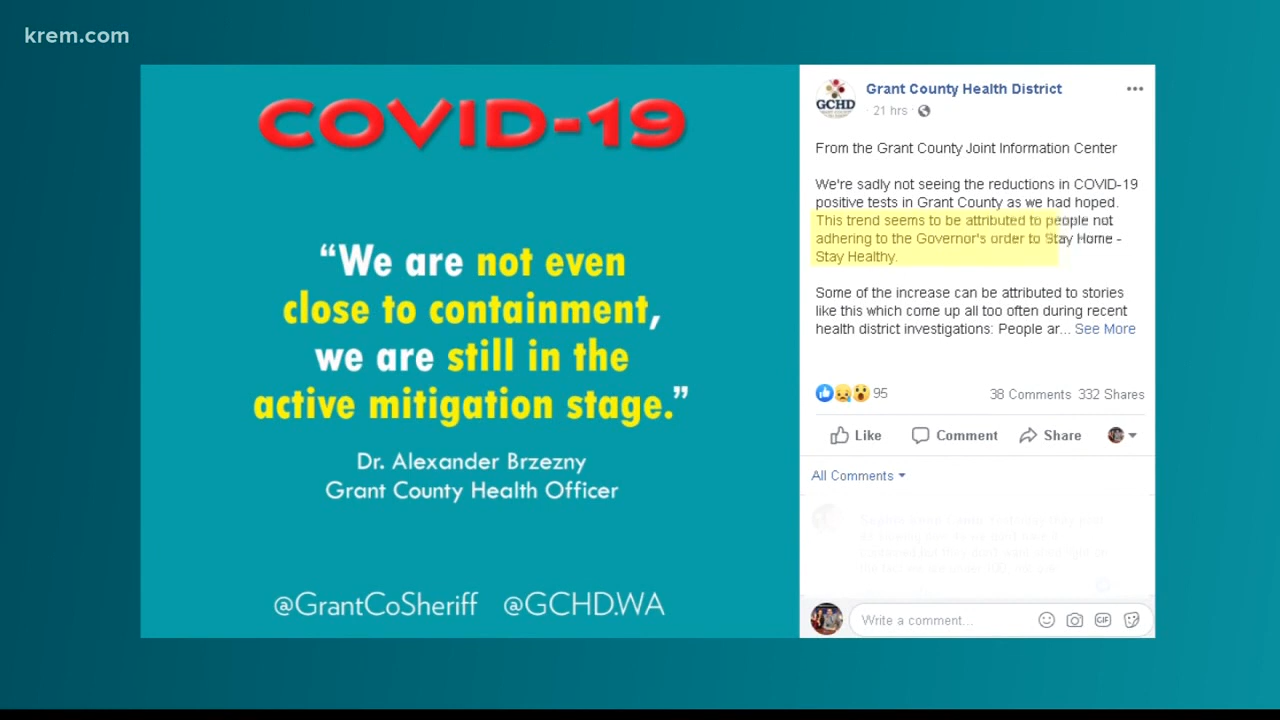 krem.com
COVID-19
“We are not even
close to containment,
we are still in the
active mitigation stage.”
Dr. Alexander Brzezny
Grant County Health Officer
@GrantCoSheriff @GCHD.WA
GCHD
Grant County Health District
21 hrs
From the Grant County Joint Information Center
We're sadly not seeing the reductions in COVID-19
positive tests in Grant County as we had hoped.
This trend seems to be attributed to people not
adhering to the Governor's order to Stay Home -
Stay Healthy.
Some of the increase can be attributed to stories
like this which come up all too often during recent
health district investigations: People ar... See More
95
38 Comments 332 Shares
Like Comment Share
All Comments
Write a comment...
GIF